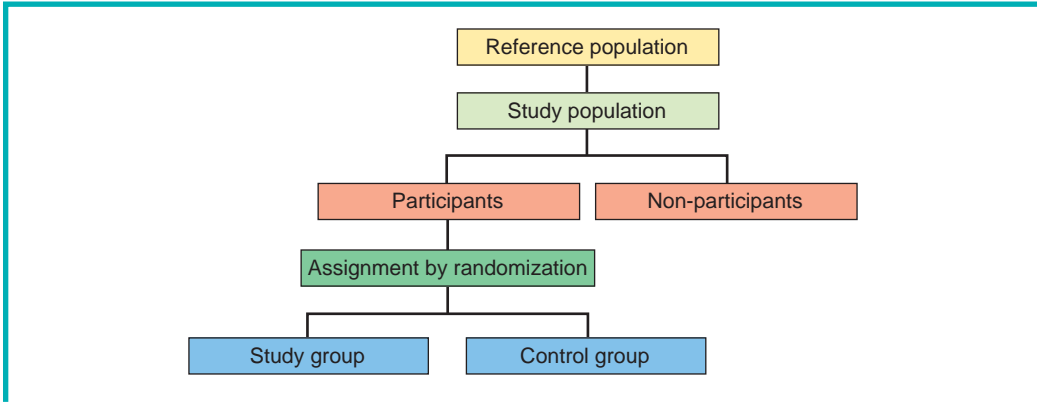 Reference population
Study population
Participants
Non-participants
Assignment by randomization
Study group
Control group